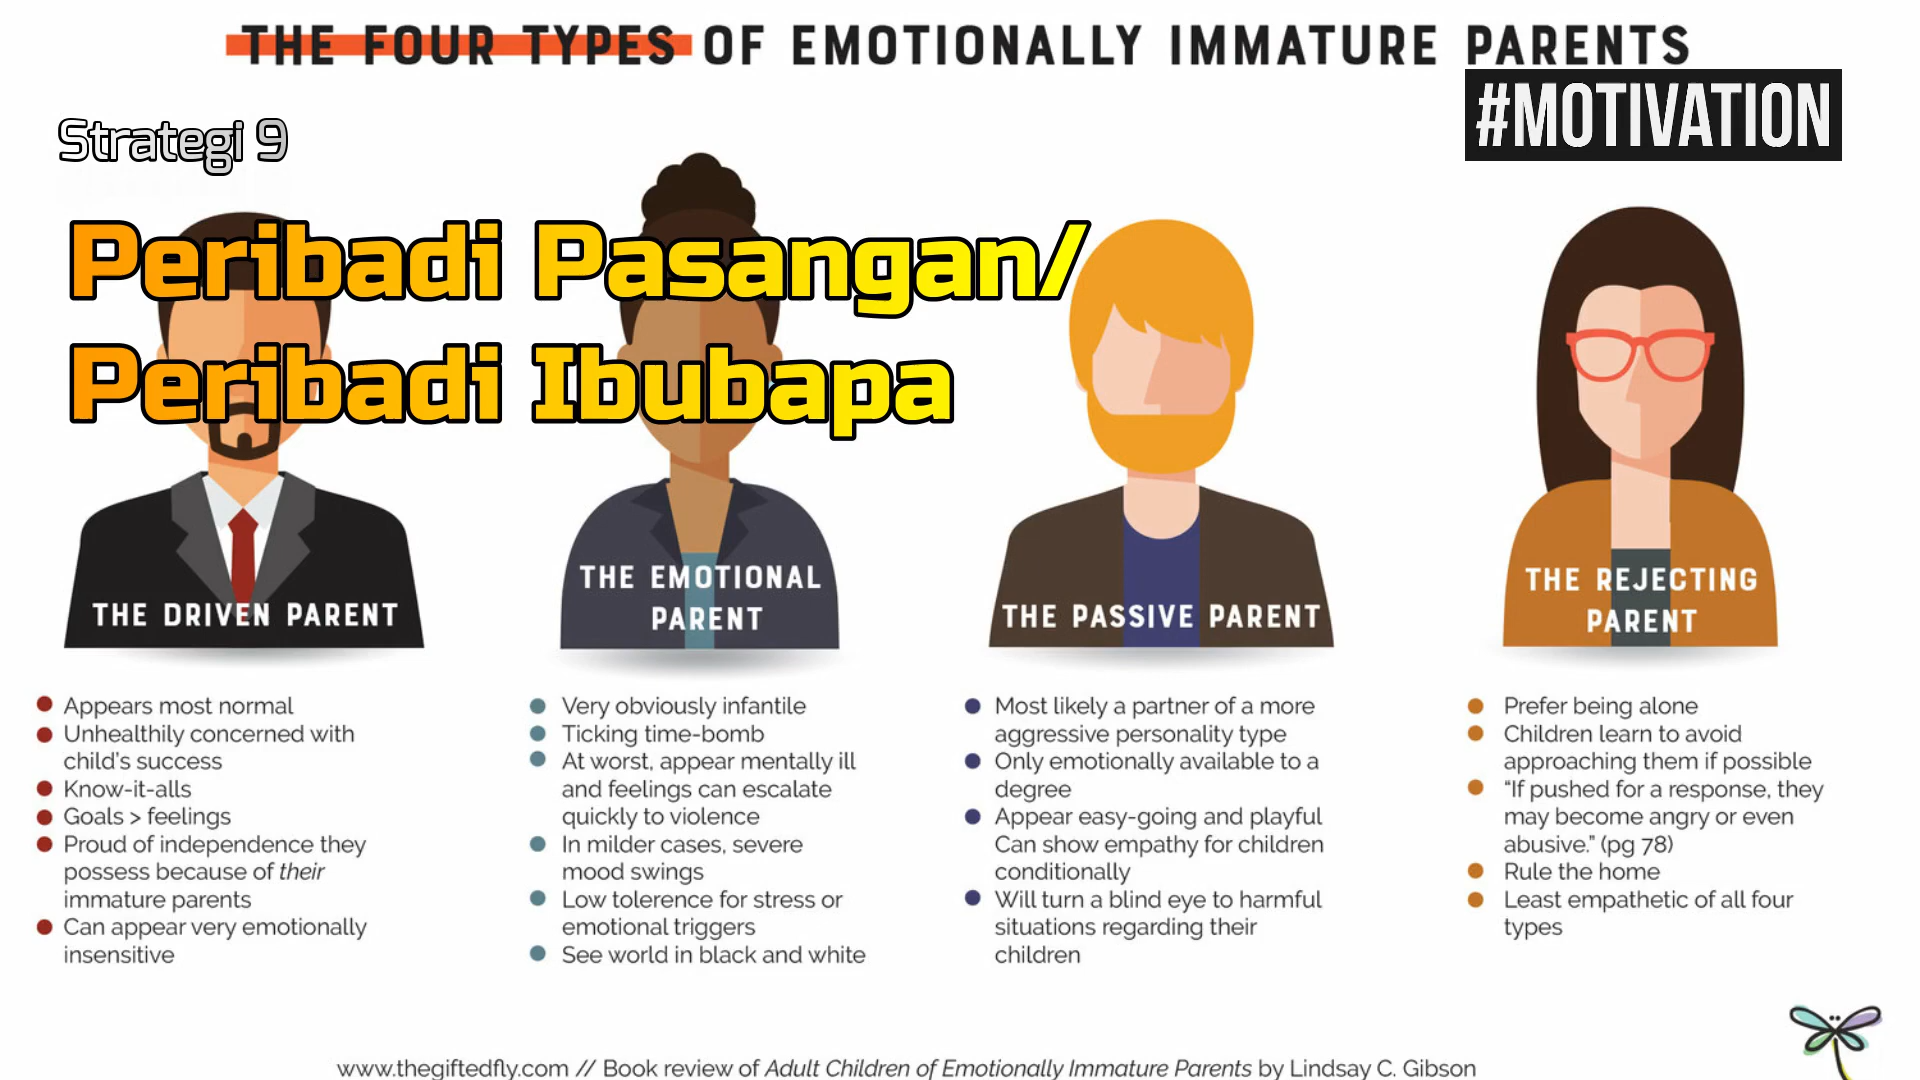 THE FOUR TYPES OF EMOTIONALLY IMMATURE PARENTS
#MOTIVATION
Strategi 9
Peribadi Pasangan/
Peribadi Ibubapa
THE DRIVEN PARENT
Appears most normal
Unhealthily concerned with
child's success
Know-it-alls
Goals > feelings
Proud of independence they
possess because of their
immature parents
Can appear very emotionally
insensitive
THE EMOTIONAL
PARENT
Very obviously infantile
Ticking time-bomb
At worst, appear mentally ill
and feelings can escalate
quickly to violence
In milder cases, severe
mood swings
Low tolerence for stress or
emotional triggers
See world in black and white
THE PASSIVE PARENT
Most likely a partner of a more
aggressive personality type
Only emotionally available to a
degree
Appear easy-going and playful
Can show empathy for children
conditionally
Will turn a blind eye to harmful
situations regarding their
children
THE REJECTING
PARENT
Prefer being alone
Children learn to avoid
approaching them if possible
“If pushed for a response, they
may become angry or even
abusive.” (pg 78)
Rule the home
Least empathetic of all four
types
www.thegiftedfly.com // Book review of Adult Children of Emotionally Immature Parents by Lindsay C. Gibson